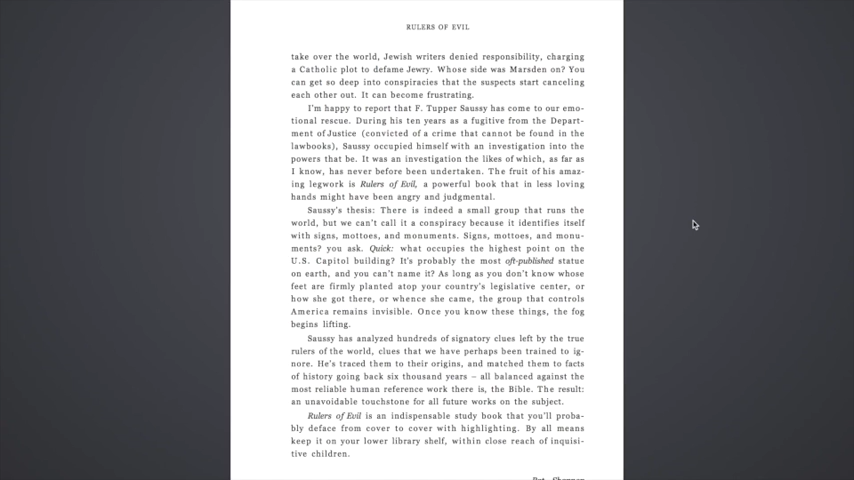 RULERS OF EVIL
take over the world, Jewish writers denied responsibility, charging
a Catholic plot to defame Jewry. Whose side was Marsden on? You
can get so deep into conspiracies that the suspects start canceling
each other out. It can become frustrating.
I'm happy to report that F. Tupper Saussy has come to our emo-
tional rescue. During his ten years as a fugitive from the Depart-
ment of Justice (convicted of a crime that cannot be found in the
lawbooks), Saussy occupied himself with an investigation into the
powers that be. It was an investigation the likes of which, as far as
I know, has never before been undertaken. The fruit of his amaz-
ing legwork is Rulers of Evil, a powerful book that in less loving
hands might have been angry and judgmental.
Saussy's thesis: There is indeed a small group that runs the
world, but we can't call it a conspiracy because it identifies itself
with signs, mottoes, and monuments. Signs, mottoes, and monu-
ments? you ask. Quick: what occupies the highest point on the
U.S. Capitol building? It's probably the most oft-published statue
on earth, and you can't name it? As long as you don't know whose
feet are firmly planted atop your country's legislative center, or
how she got there, or whence she came, the group that controls
America remains invisible. Once you know these things, the fog
begins lifting.
Saussy has analyzed hundreds of signatory clues left by the true
rulers of the world, clues that we have perhaps been trained to ig-
nore. He's traced them to their origins, and matched them to facts
of history going back six thousand years – all balanced against the
most reliable human reference work there is, the Bible. The result:
an unavoidable touchstone for all future works on the subject.
Rulers of Evil is an indispensable study book that you'll proba-
bly deface from cover to cover with highlighting. By all means
keep it on your lower library shelf, within close reach of inquisi-
tive children.